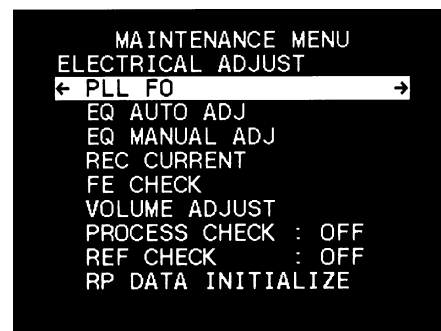 MAINTENANCE MENU
ELECTRICAL ADJUST
← PLL FO →
EQ AUTO ADJ
EQ MANUAL ADJ
REC CURRENT
FE CHECK
VOLUME ADJUST
PROCESS CHECK : OFF
REF CHECK : OFF
RP DATA INITIALIZE